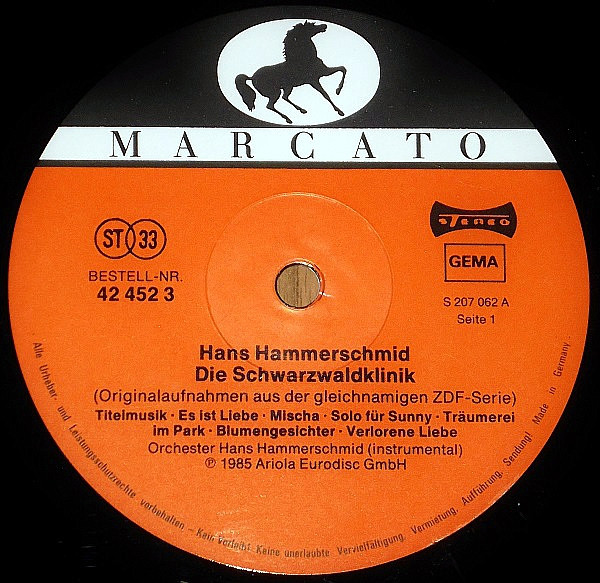 MARCATO
ST 33
BESTELL-NR.
42 452 3
stereo
GEMA
S 207 062 A
Seite 1
Hans Hammerschmid
Die Schwarzwaldklinik
(Originalaufnahmen aus der gleichnamigen ZDF-Serie)
Titelmusik · Es ist Liebe · Mischa · Solo für Sunny · Träumerei
im Park · Blumengesichter · Verlorene Liebe
Orchester Hans Hammerschmid (instrumental)
℗ 1985 Ariola Eurodisc GmbH
Alle Urheber- und Leistungsschutzrechte vorbehalten – Kein Verleih! Keine unerlaubte Vervielfältigung, Vermietung, Aufführung, Sendung! Made in Germany